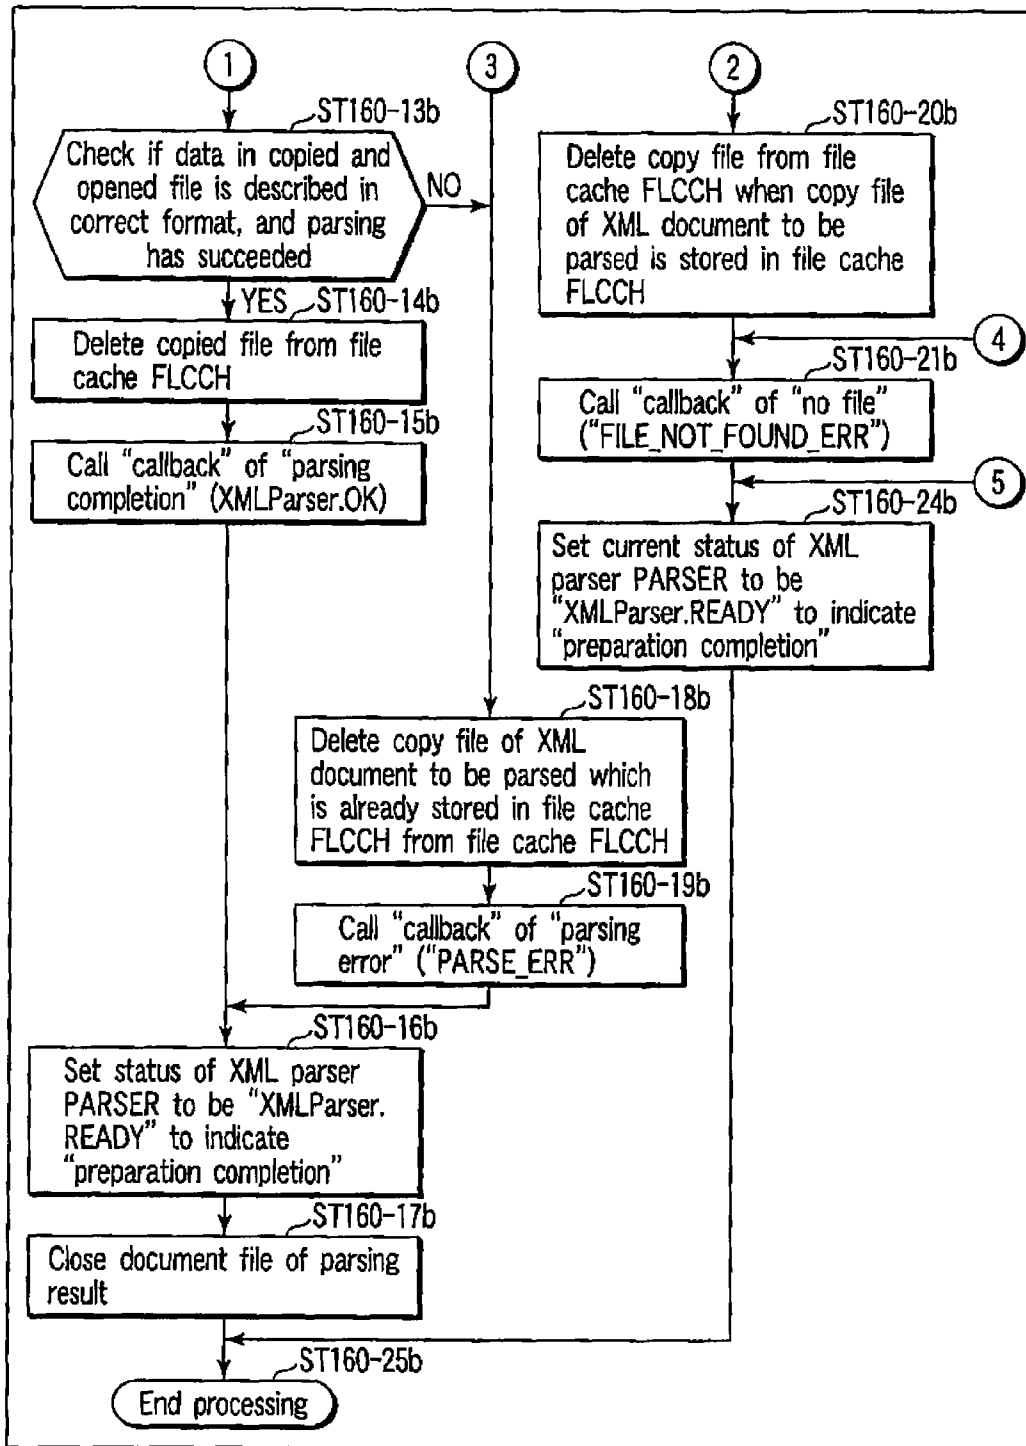 1
3
2
ST160-13b
Check if data in copied and
opened file is described in
correct format, and parsing
has succeeded
NO
ST160-20b
Delete copy file from file
cache FLCCH when copy file
of XML document to be
parsed is stored in file cache
FLCCH
YES
ST160-14b
Delete copied file from file
cache FLCCH
4
ST160-21b
Call "callback" of "no file"
("FILE_NOT_FOUND_ERR")
ST160-15b
Call "callback" of "parsing
completion" (XMLParser.OK)
5
ST160-24b
Set current status of XML
parser PARSER to be
"XMLParser.READY" to indicate
"preparation completion"
ST160-18b
Delete copy file of XML
document to be parsed which
is already stored in file cache
FLCCH from file cache FLCCH
ST160-19b
Call "callback" of "parsing
error" ("PARSE_ERR")
ST160-16b
Set status of XML parser
PARSER to be "XMLParser.
READY" to indicate
"preparation completion"
ST160-17b
Close document file of parsing
result
ST160-25b
End processing